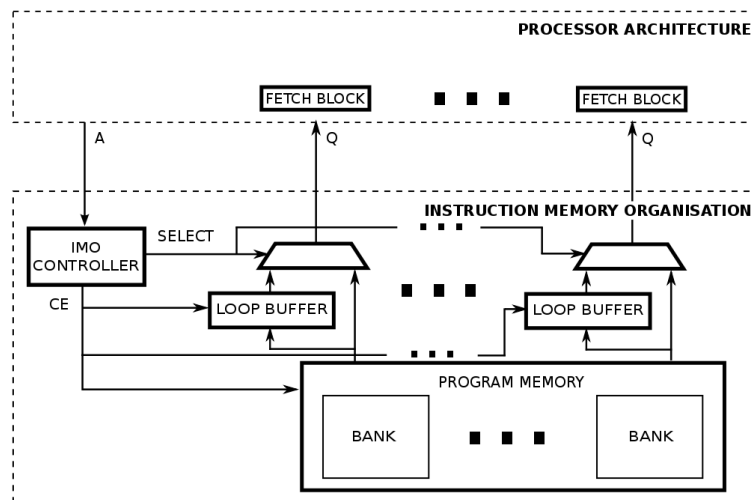 PROCESSOR ARCHITECTURE
FETCH BLOCK
FETCH BLOCK
A
Q
Q
INSTRUCTION MEMORY ORGANISATION
IMO
CONTROLLER
SELECT
CE
LOOP BUFFER
LOOP BUFFER
PROGRAM MEMORY
BANK
BANK